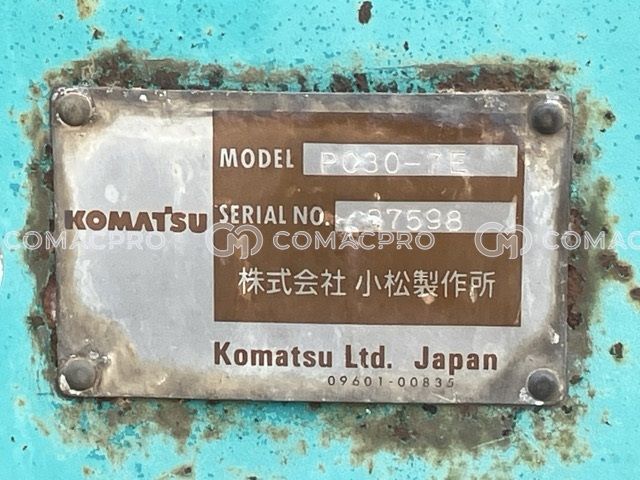 MODEL PC30-7E
KOMATSU SERIAL NO.
COMACPRO COMACPRO COMACPRO
株式会社 小松製作所
Komatsu Ltd. Japan
09601-00835